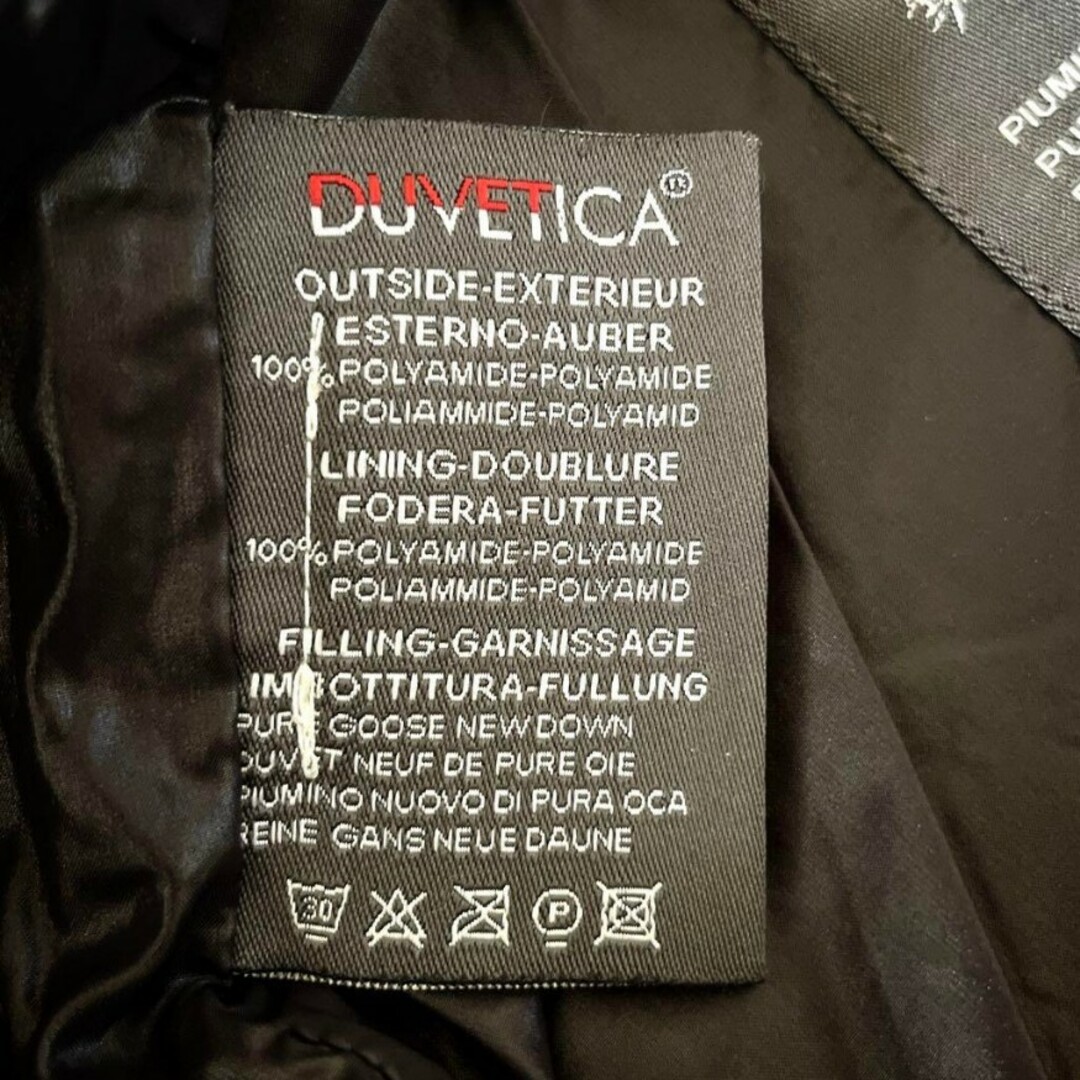 DUVETICA®
OUTSIDE-EXTERIEUR
ESTERNO-AUBER
100% POLYAMIDE-POLYAMIDE
POLIAMMIDE-POLYAMID
LINING-DOUBLURE
FODERA-FUTTER
100% POLYAMIDE-POLYAMIDE
POLIAMMIDE-POLYAMID
FILLING-GARNISSAGE
IMBOTTITURA-FULLUNG
PURE GOOSE NEW DOWN
DUVET NEUF DE PURE OIE
PIUMINO NUOVO DI PURA OCA
REINE GANS NEUE DAUNE
30 P